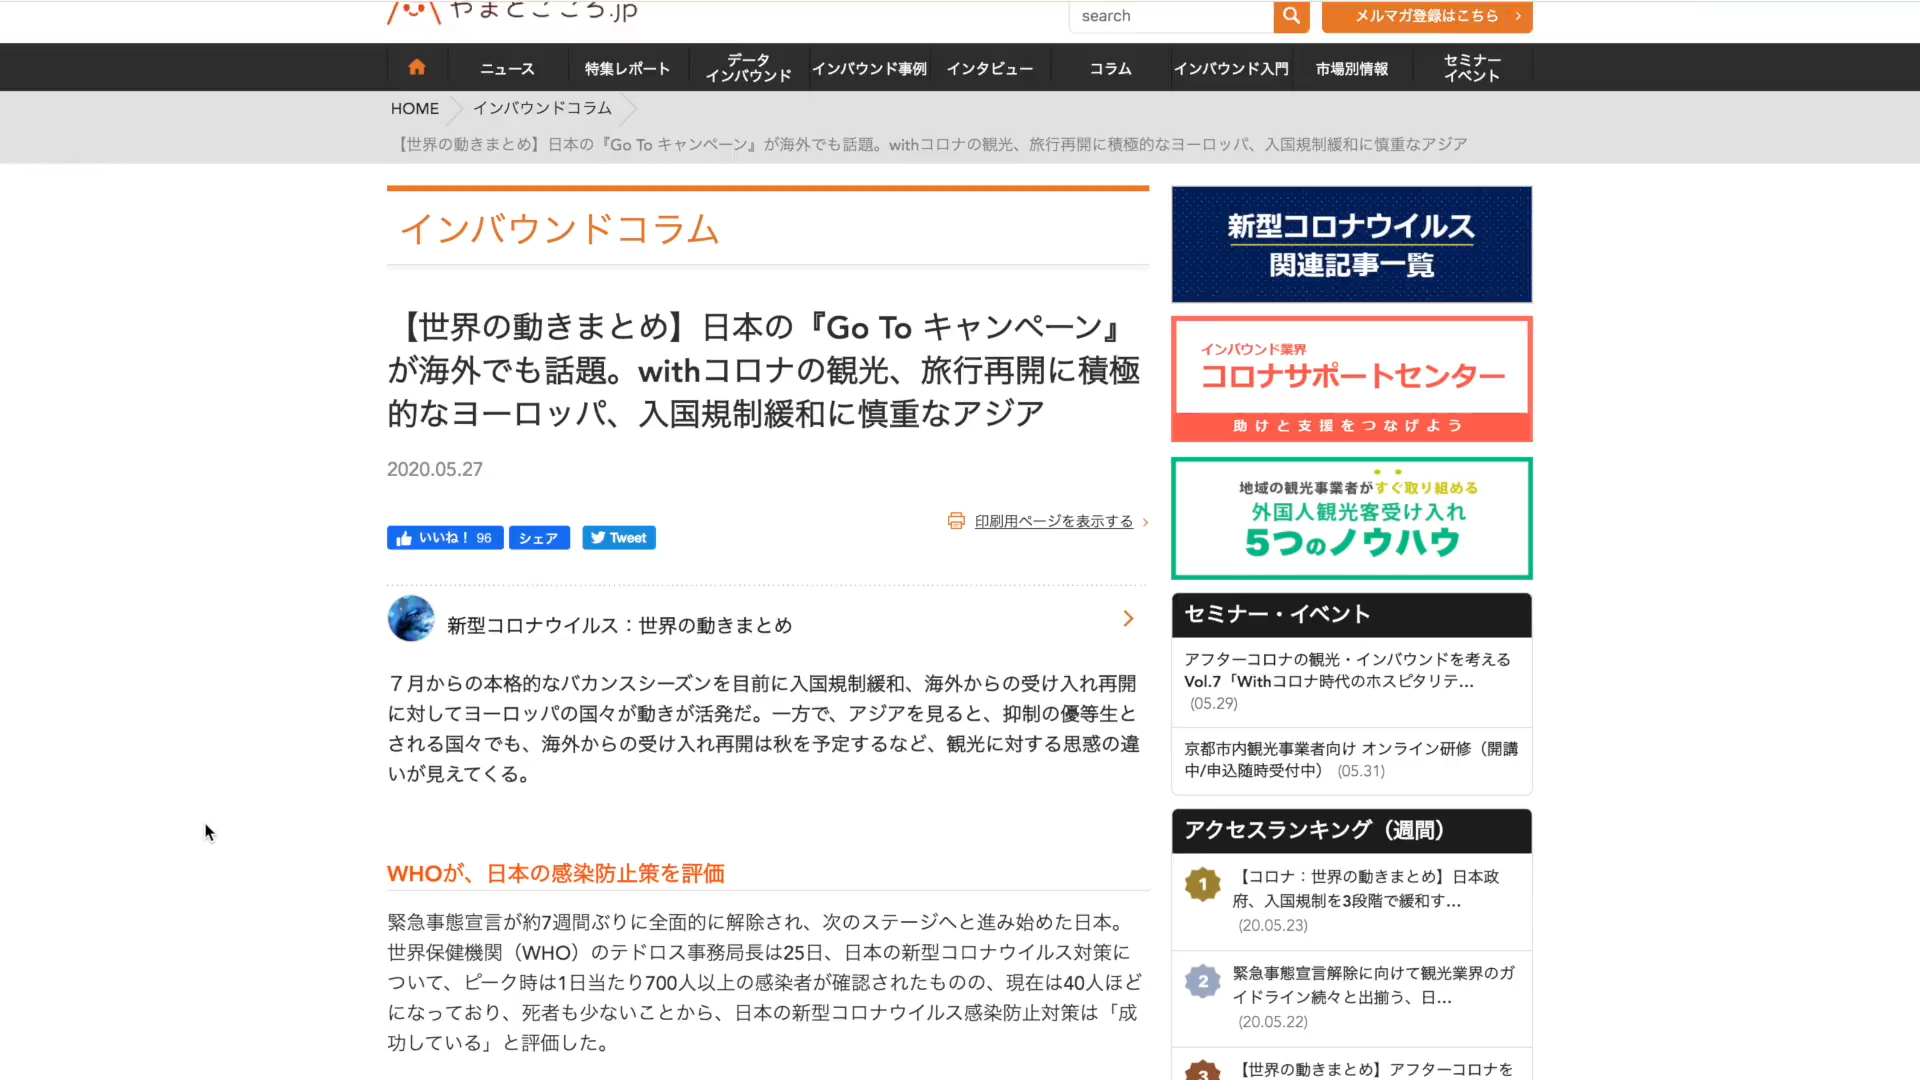 やまとごころ.jp
search
メルマガ登録はこちら
ニュース
特集レポート
データ
インバウンド
インバウンド事例
インタビュー
コラム
インバウンド入門
市場別情報
セミナー
イベント
HOME
インバウンドコラム
【世界の動きまとめ】日本の『Go To キャンペーン』が海外でも話題。withコロナの観光、旅行再開に積極的なヨーロッパ、入国規制緩和に慎重なアジア
インバウンドコラム
【世界の動きまとめ】日本の『Go To キャンペーン』
が海外でも話題。withコロナの観光、旅行再開に積極
的なヨーロッパ、入国規制緩和に慎重なアジア
2020.05.27
印刷用ページを表示する
いいね！ 96
シェア
Tweet
新型コロナウイルス：世界の動きまとめ
７月からの本格的なバカンスシーズンを目前に入国規制緩和、海外からの受け入れ再開
に対してヨーロッパの国々が動きが活発だ。一方で、アジアを見ると、抑制の優等生と
される国々でも、海外からの受け入れ再開は秋を予定するなど、観光に対する思惑の違
いが見えてくる。
WHOが、日本の感染防止策を評価
緊急事態宣言が約7週間ぶりに全面的に解除され、次のステージへと進み始めた日本。
世界保健機関（WHO）のテドロス事務局長は25日、日本の新型コロナウイルス対策に
ついて、ピーク時は1日当たり700人以上の感染者が確認されたものの、現在は40人ほど
になっており、死者も少ないことから、日本の新型コロナウイルス感染防止対策は「成
功している」と評価した。
新型コロナウイルス
関連記事一覧
インバウンド業界
コロナサポートセンター
助けと支援をつなげよう
地域の観光事業者がすぐ取り組める
外国人観光客受け入れ
5つのノウハウ
セミナー・イベント
アフターコロナの観光・インバウンドを考える
Vol.7「Withコロナ時代のホスピタリテ...
(05.29)
京都市内観光事業者向け オンライン研修（開講
中/申込随時受付中） (05.31)
アクセスランキング（週間）
1
【コロナ：世界の動きまとめ】日本政
府、入国規制を3段階で緩和す...
(20.05.23)
2
緊急事態宣言解除に向けて観光業界のガ
イドライン続々と出揃う、日...
(20.05.22)
3
【世界の動きまとめ】アフターコロナを